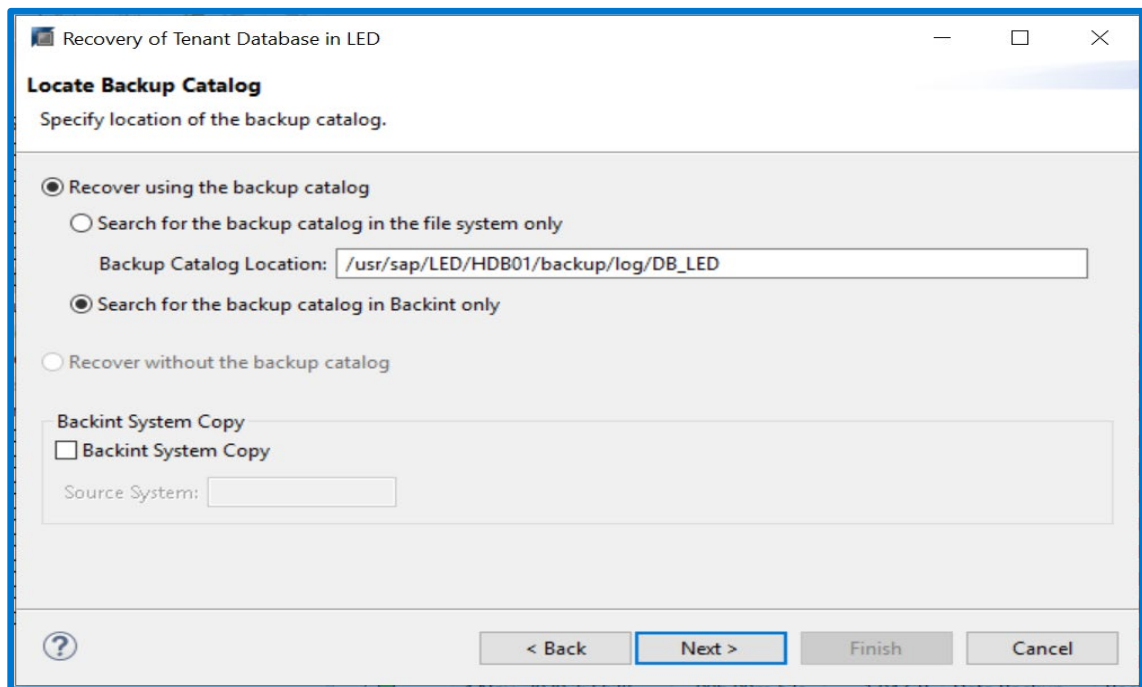 Recovery of Tenant Database in LED
Locate Backup Catalog
Specify location of the backup catalog.
Recover using the backup catalog
Search for the backup catalog in the file system only
Backup Catalog Location: /usr/sap/LED/HDB01/backup/log/DB_LED
Search for the backup catalog in Backint only
Recover without the backup catalog
Backint System Copy
Backint System Copy
Source System:
? < Back Next > Finish Cancel